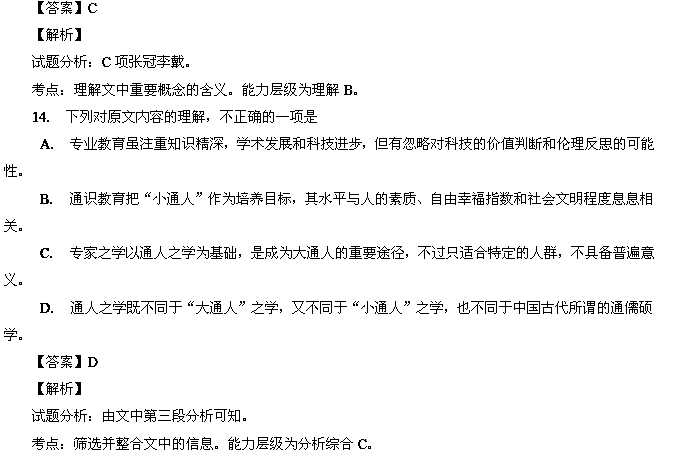 【答案】C
【解析】
试题分析：C 项张冠李戴。
考点：理解文中重要概念的含义。能力层级为理解 B。
14. 下列对原文内容的理解，不正确的一项是
A. 专业教育虽注重知识精深，学术发展和科技进步，但有忽略对科技的价值判断和伦理反思的可能
性。
B. 通识教育把“小通人”作为培养目标，其水平与人的素质、自由幸福指数和社会文明程度息息相
关。
C. 专家之学以通人之学为基础，是成为大通人的重要途径，不过只适合特定的人群，不具备普遍意
义。
D. 通人之学既不同于“大通人”之学，又不同于“小通人”之学，也不同于中国古代所谓的通儒硕
学。
【答案】D
【解析】
试题分析：由文中第三段分析可知。
考点：筛选并整合文中的信息。能力层级为分析综合 C。